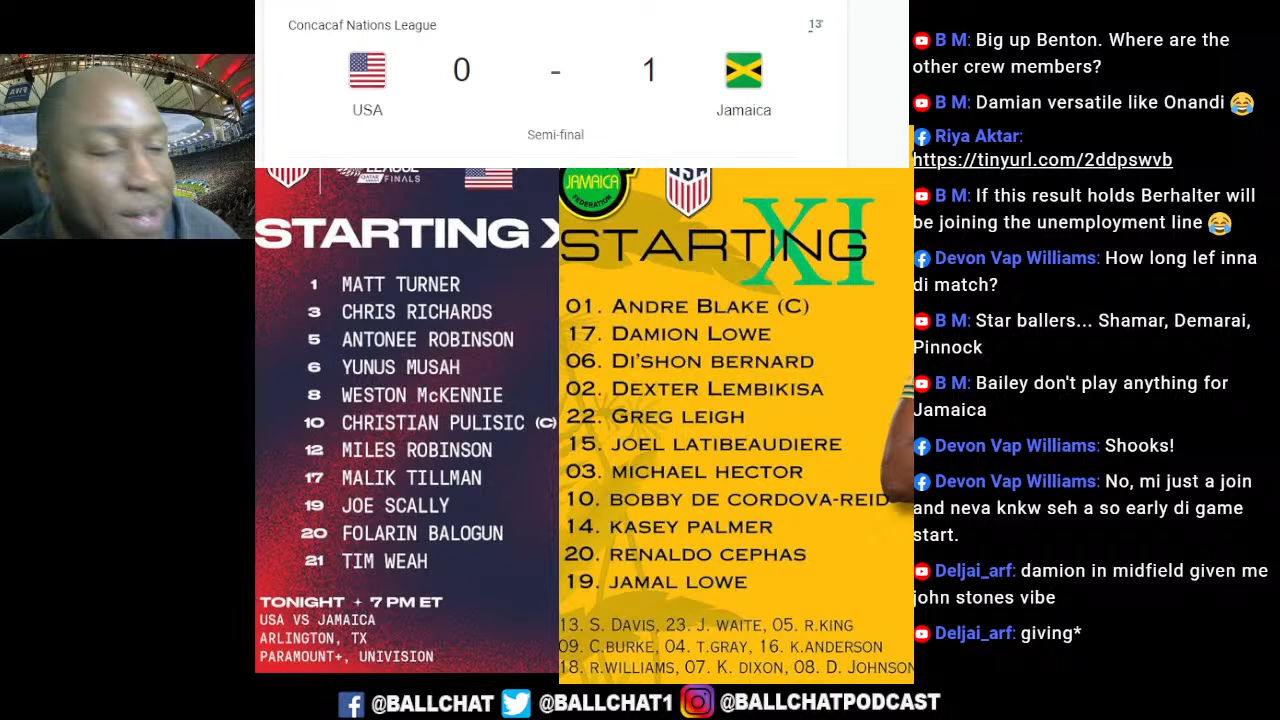 Concacaf Nations League
13'
0 - 1
USA
Jamaica
Semi-final
FINALS
STARTING X
1 MATT TURNER
3 CHRIS RICHARDS
5 ANTONEE ROBINSON
6 YUNUS MUSAH
8 WESTON McKENNIE
10 CHRISTIAN PULISIC (C)
12 MILES ROBINSON
17 MALIK TILLMAN
19 JOE SCALLY
20 FOLARIN BALOGUN
21 TIM WEAH
TONIGHT + 7 PM ET
USA VS JAMAICA
ARLINGTON, TX
PARAMOUNT+, UNIVISION
JAMAICA
FEDERATION
USA
STARTING
XI
01. ANDRE BLAKE (C)
17. DAMION LOWE
06. DI'SHON BERNARD
02. DEXTER LEMBIKISA
22. GREG LEIGH
15. JOEL LATIBEAUDIERE
03. MICHAEL HECTOR
10. BOBBY DE CORDOVA-REID
14. KASEY PALMER
20. RENALDO CEPHAS
19. JAMAL LOWE
13. S. DAVIS, 23. J. WAITE, 05. R.KING
09. C.BURKE, 04. T.GRAY, 16. K.ANDERSON
18. R.WILLIAMS, 07. K. DIXON, 08. D. JOHNSON
B M: Big up Benton. Where are the
other crew members?
B M: Damian versatile like Onandi 😂
Riya Aktar:
https://tinyurl.com/2ddpswvb
B M: If this result holds Berhalter will
be joining the unemployment line 😂
Devon Vap Williams: How long lef inna
di match?
B M: Star ballers... Shamar, Demarai,
Pinnock
B M: Bailey don't play anything for
Jamaica
Devon Vap Williams: Shooks!
Devon Vap Williams: No, mi just a join
and neva knkw seh a so early di game
start.
Deljai_arf: damion in midfield given me
john stones vibe
Deljai_arf: giving*
@BALLCHAT @BALLCHAT1 @BALLCHATPODCAST